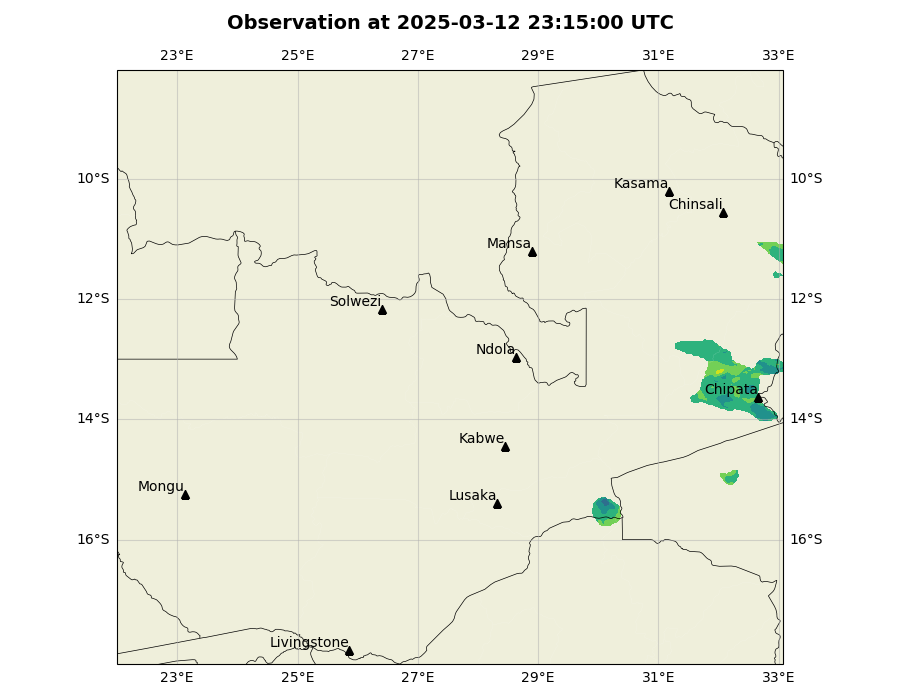 Observation at 2025-03-12 23:15:00 UTC
23°E 25°E 27°E 29°E 31°E 33°E
10°S 10°S
Kasama
Chinsali
Mansa
12°S 12°S
Solwezi
Ndola
Chipata
14°S 14°S
Kabwe
Mongu
Lusaka
16°S 16°S
Livingstone
23°E 25°E 27°E 29°E 31°E 33°E